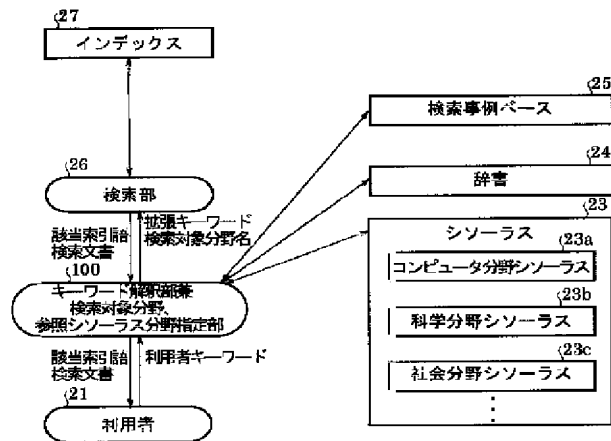 27
インデックス
25
検索事例ベース
24
辞書
26
検索部
23
シソーラス
該当索引語
検索文書
拡張キーワード
検索対象分野名
23a
コンピュータ分野シソーラス
100
キーワード解釈部兼
検索対象分野、
参照シソーラス分野指定部
23b
科学分野シソーラス
該当索引語
検索文書
利用者キーワード
23c
社会分野シソーラス
21
利用者